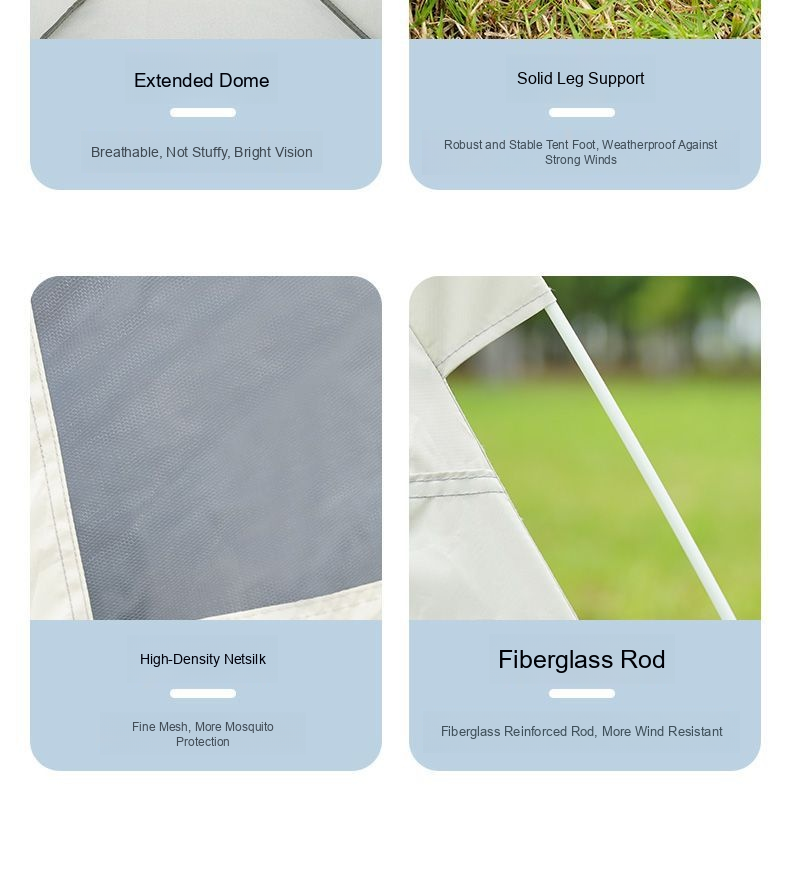 Extended Dome
Breathable, Not Stuffy, Bright Vision
Solid Leg Support
Robust and Stable Tent Foot, Weatherproof Against
Strong Winds
High-Density Netsilk
Fine Mesh, More Mosquito
Protection
Fiberglass Rod
Fiberglass Reinforced Rod, More Wind Resistant